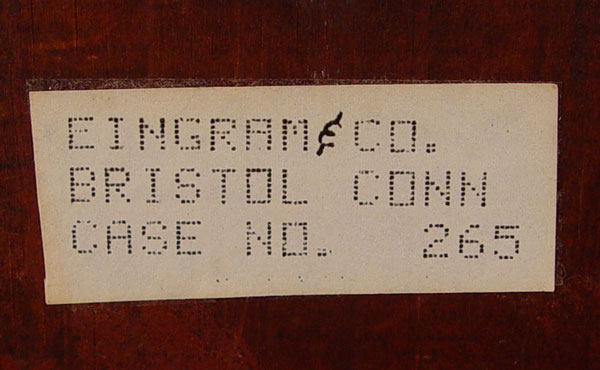 EINGRAM & CO.
BRISTOL CONN
CASE NO. 265